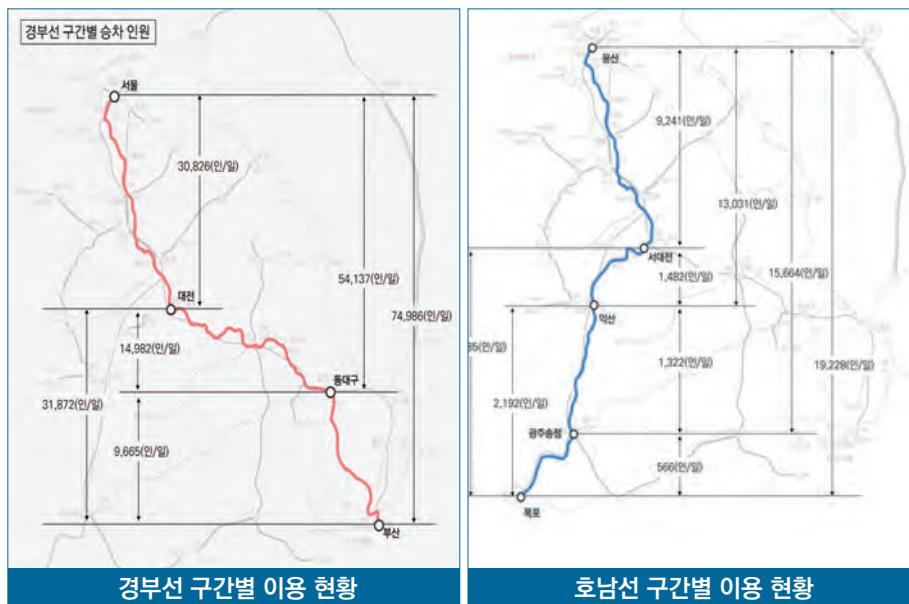 경부선 구간별 승차 인원
서울
30,826(인/일)
54,137(인/일)
74,986(인/일)
대전
14,982(인/일)
31,872(인/일)
동대구
9,665(인/일)
부산
경부선 구간별 이용 현황
용산
9,241(인/일)
13,031(인/일)
서대전
1,482(인/일)
15,664(인/일)
익산
35(인/일)
1,322(인/일)
19,228(인/일)
2,192(인/일)
광주송정
566(인/일)
목포
호남선 구간별 이용 현황